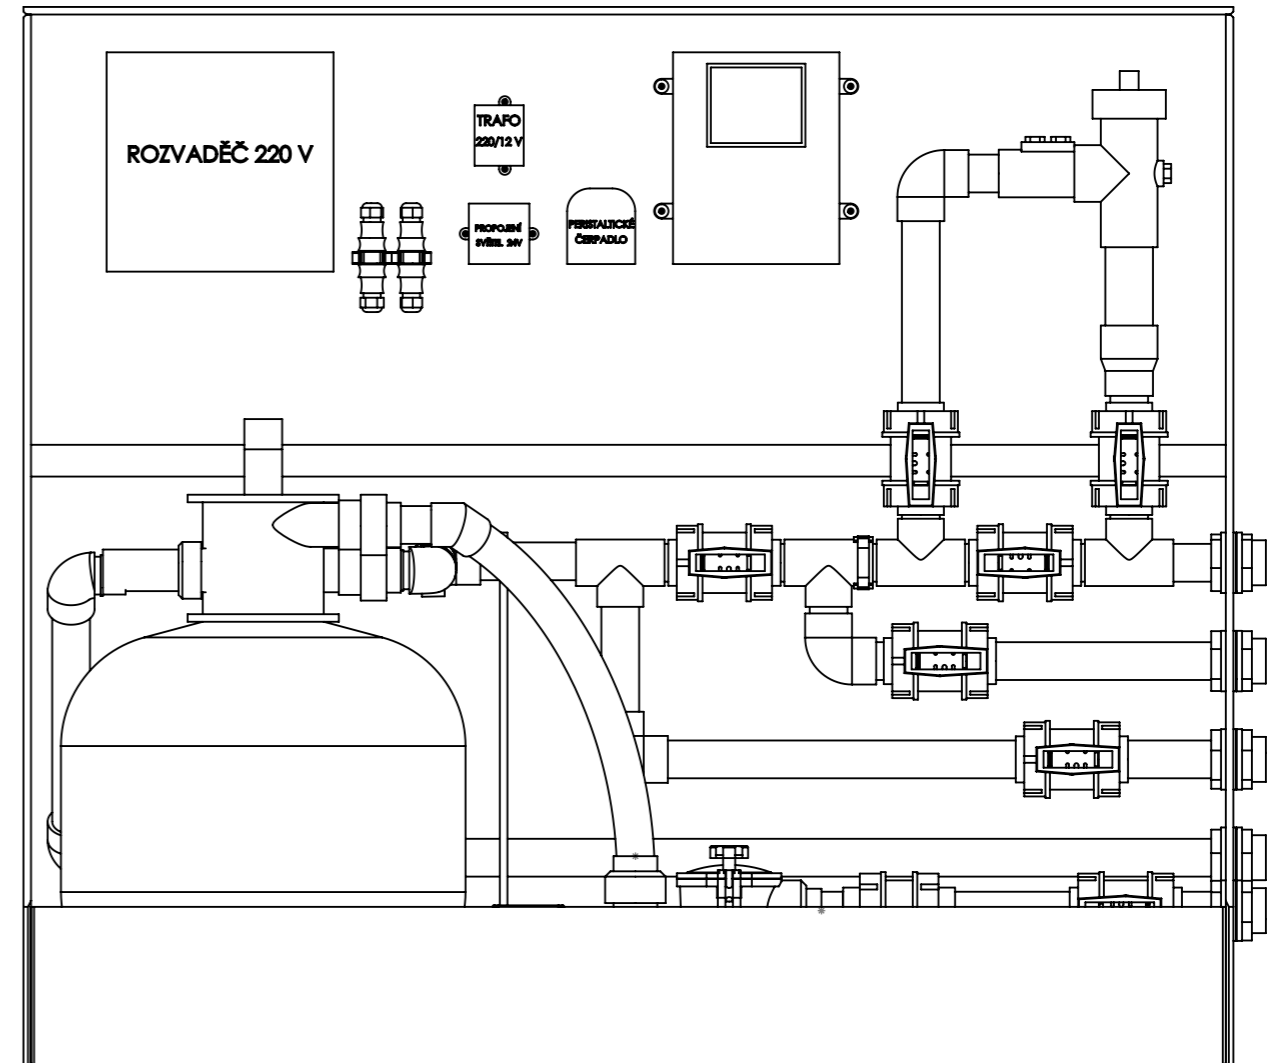 ROZVADĚČ 220 V
TRAFO
220/12 V
PROPOJENÍ
SVĚTEL 24V
PERISTALTICKÉ
ČERPADLO